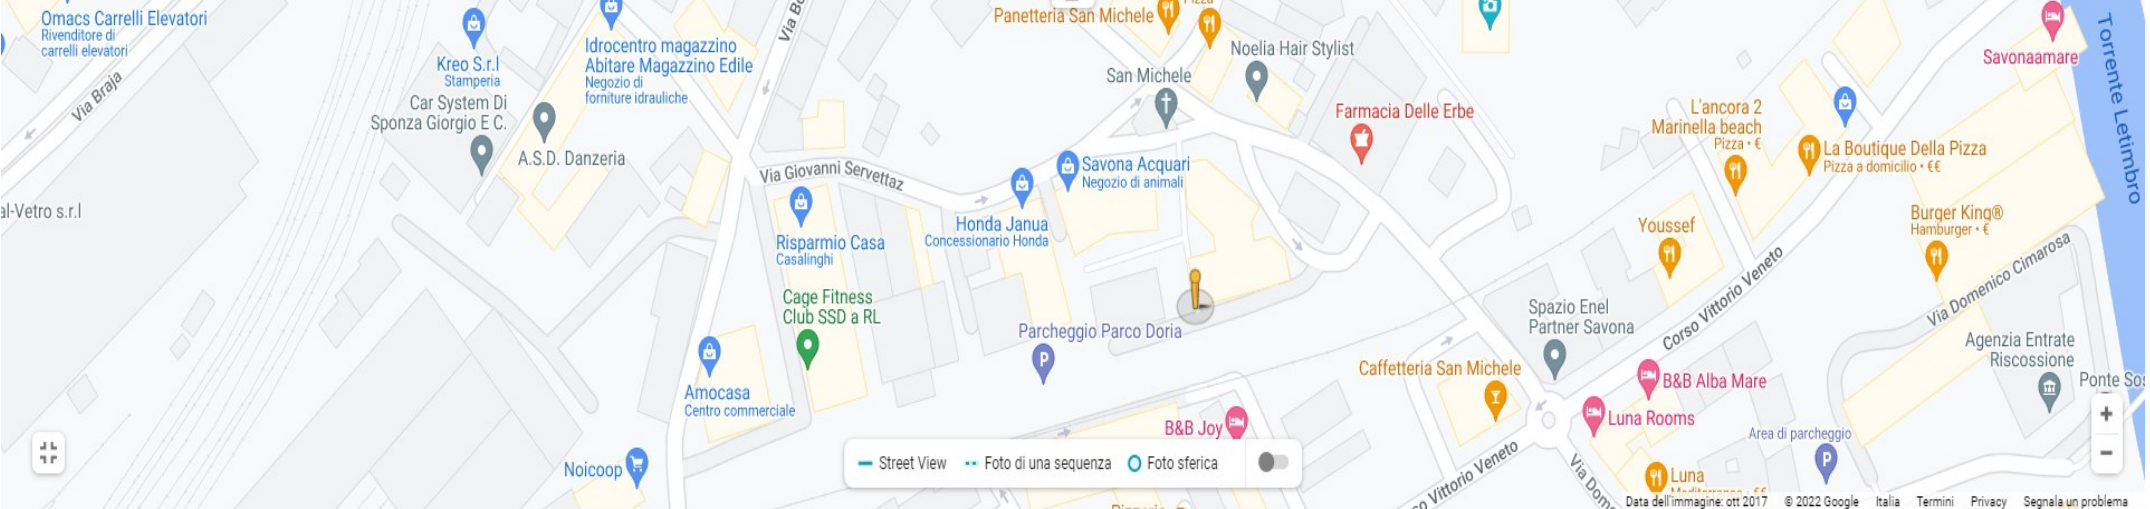 Omacs Carrelli Elevatori
Rivenditore di
carrelli elevatori
Via Braja
Kreo S.r.l
Stamperia
Car System Di
Sponza Giorgio E C.
A.S.D. Danzeria
al-Vetro s.r.l
Idrocentro magazzino
Abitare Magazzino Edile
Negozio di
forniture idrauliche
Via Giovanni Servettaz
Risparmio Casa
Casalinghi
Cage Fitness
Club SSD a RL
Amocasa
Centro commerciale
Noicoop
Panetteria San Michele
San Michele
Noelia Hair Stylist
Farmacia Delle Erbe
Savona Acquari
Negozio di animali
Honda Janua
Concessionario Honda
Parcheggio Parco Doria
B&B Joy
Street View
Foto di una sequenza
Foto sferica
Savonaamare
Torrente Letimbro
L'ancora 2
Marinella beach
Pizza • €
La Boutique Della Pizza
Pizza a domicilio • €€
Youssef
Burger King®
Hamburger • €
Corso Vittorio Veneto
Via Domenico Cimarosa
Spazio Enel
Partner Savona
Caffetteria San Michele
B&B Alba Mare
Luna Rooms
Agenzia Entrate
Riscossione
Area di parcheggio
Luna
so Vittorio Veneto
Data dell'immagine: ott 2017
© 2022 Google
Italia
Termini
Privacy
Segnala un problema